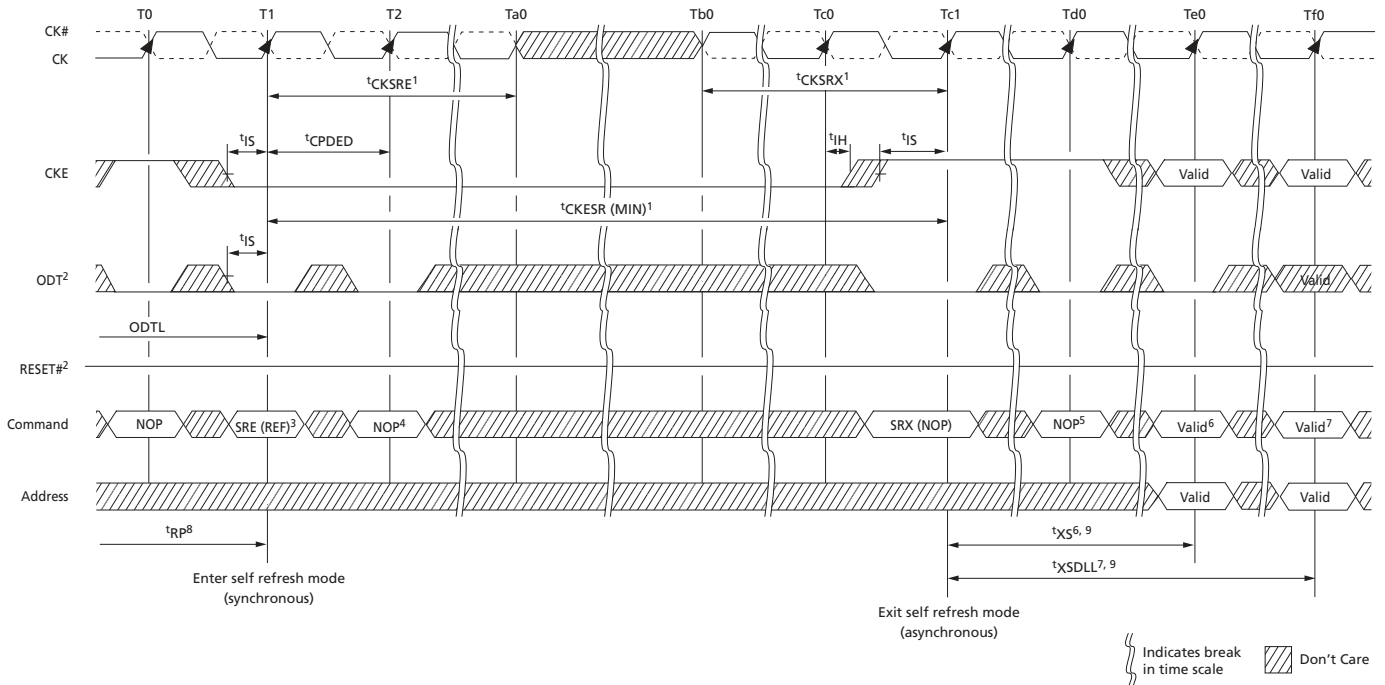 T0 T1 T2 Ta0 Tb0 Tc0 Tc1 Td0 Te0 Tf0
CK#
CK
tCKSRE1 tCKSRX1
tIS tCPDED tIH tIS
CKE Valid Valid
tCKESR (MIN)1
tIS
ODT2 Valid
ODTL
RESET#2
Command NOP SRE (REF)3 NOP4 SRX (NOP) NOP5 Valid6 Valid7
Address Valid Valid
tRP8 tXS6, 9
Enter self refresh mode
(synchronous)
tXSDLL7, 9
Exit self refresh mode
(asynchronous)
Indicates break
in time scale
Don't Care